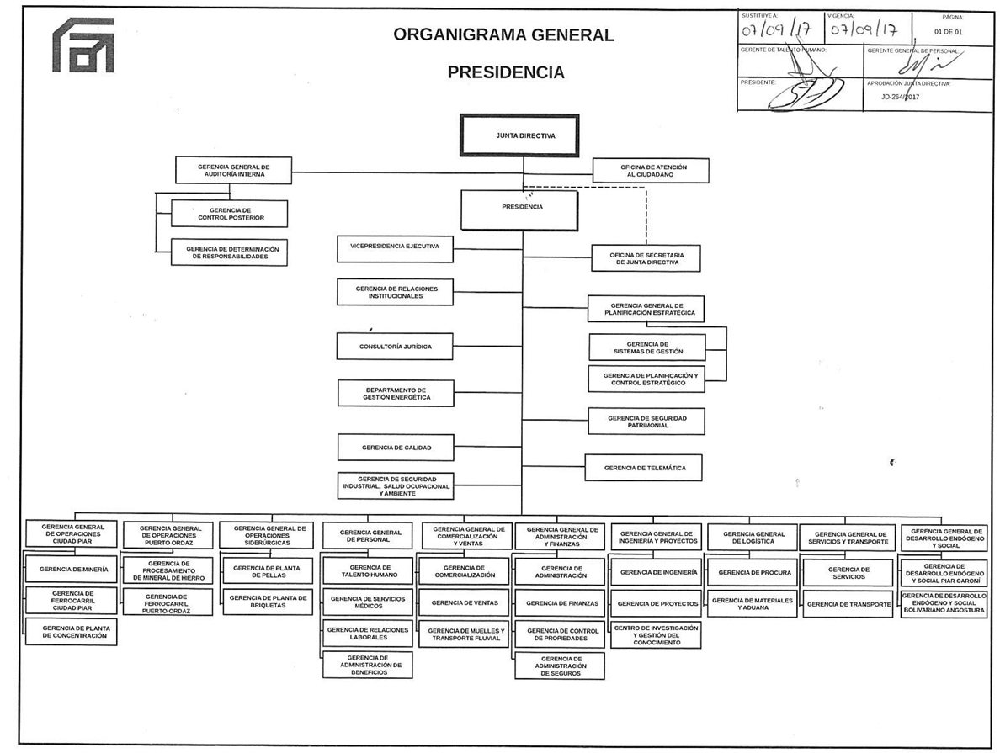 SUSTITUYE A:
07/09/17
VIGENCIA:
07/09/17
PÁGINA:
01 DE 01
GERENTE DE TALENTO HUMANO:
GERENTE GENERAL DE PERSONAL:
PRESIDENTE:
APROBACIÓN JUNTA DIRECTIVA:
JD-264/2017
ORGANIGRAMA GENERAL
PRESIDENCIA
JUNTA DIRECTIVA
GERENCIA GENERAL DE
AUDITORÍA INTERNA
OFICINA DE ATENCIÓN
AL CIUDADANO
GERENCIA DE
CONTROL POSTERIOR
PRESIDENCIA
GERENCIA DE DETERMINACIÓN
DE RESPONSABILIDADES
VICEPRESIDENCIA EJECUTIVA
OFICINA DE SECRETARIA
DE JUNTA DIRECTIVA
GERENCIA DE RELACIONES
INSTITUCIONALES
GERENCIA GENERAL DE
PLANIFICACIÓN ESTRATÉGICA
CONSULTORÍA JURÍDICA
GERENCIA DE
SISTEMAS DE GESTIÓN
GERENCIA DE PLANIFICACIÓN Y
CONTROL ESTRATÉGICO
DEPARTAMENTO DE
GESTIÓN ENERGÉTICA
GERENCIA DE SEGURIDAD
PATRIMONIAL
GERENCIA DE CALIDAD
GERENCIA DE TELEMÁTICA
GERENCIA DE SEGURIDAD
INDUSTRIAL, SALUD OCUPACIONAL
Y AMBIENTE
GERENCIA GENERAL
DE OPERACIONES
CIUDAD PIAR
GERENCIA DE MINERÍA
GERENCIA DE
FERROCARRIL
CIUDAD PIAR
GERENCIA DE PLANTA
DE CONCENTRACIÓN
GERENCIA GENERAL
DE OPERACIONES
PUERTO ORDAZ
GERENCIA DE
PROCESAMIENTO
DE MINERAL DE HIERRO
GERENCIA DE
FERROCARRIL
PUERTO ORDAZ
GERENCIA GENERAL DE
OPERACIONES
SIDERÚRGICAS
GERENCIA DE PLANTA
DE PELLAS
GERENCIA DE PLANTA DE
BRIQUETAS
GERENCIA GENERAL
DE PERSONAL
GERENCIA DE
TALENTO HUMANO
GERENCIA DE SERVICIOS
MÉDICOS
GERENCIA DE RELACIONES
LABORALES
GERENCIA DE
ADMINISTRACIÓN DE
BENEFICIOS
GERENCIA GENERAL DE
COMERCIALIZACIÓN
Y VENTAS
GERENCIA DE
COMERCIALIZACIÓN
GERENCIA DE VENTAS
GERENCIA DE MUELLES Y
TRANSPORTE FLUVIAL
GERENCIA GENERAL DE
ADMINISTRACIÓN
Y FINANZAS
GERENCIA DE
ADMINISTRACIÓN
GERENCIA DE FINANZAS
GERENCIA DE CONTROL
DE PROPIEDADES
GERENCIA DE
ADMINISTRACIÓN
DE SEGUROS
GERENCIA GENERAL DE
INGENIERÍA Y PROYECTOS
GERENCIA DE INGENIERÍA
GERENCIA DE PROYECTOS
CENTRO DE INVESTIGACIÓN
Y GESTIÓN DEL
CONOCIMIENTO
GERENCIA GENERAL
DE LOGÍSTICA
GERENCIA DE PROCURA
GERENCIA DE MATERIALES
Y ADUANA
GERENCIA GENERAL DE
SERVICIOS Y TRANSPORTE
GERENCIA DE
SERVICIOS
GERENCIA DE TRANSPORTE
GERENCIA GENERAL DE
DESARROLLO ENDÓGENO
Y SOCIAL
GERENCIA DE
DESARROLLO ENDÓGENO
Y SOCIAL PIAR CARONÍ
GERENCIA DE DESARROLLO
ENDÓGENO Y SOCIAL
BOLIVARIANO ANGOSTURA